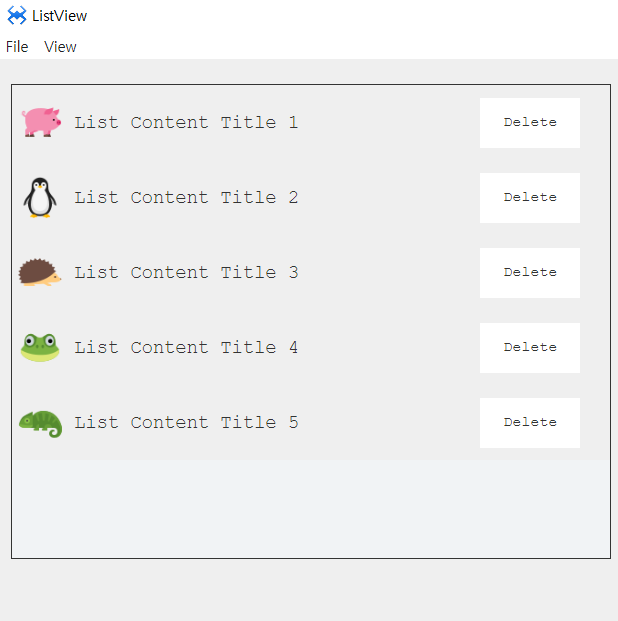 ListView
File View
List Content Title 1 Delete
List Content Title 2 Delete
List Content Title 3 Delete
List Content Title 4 Delete
List Content Title 5 Delete